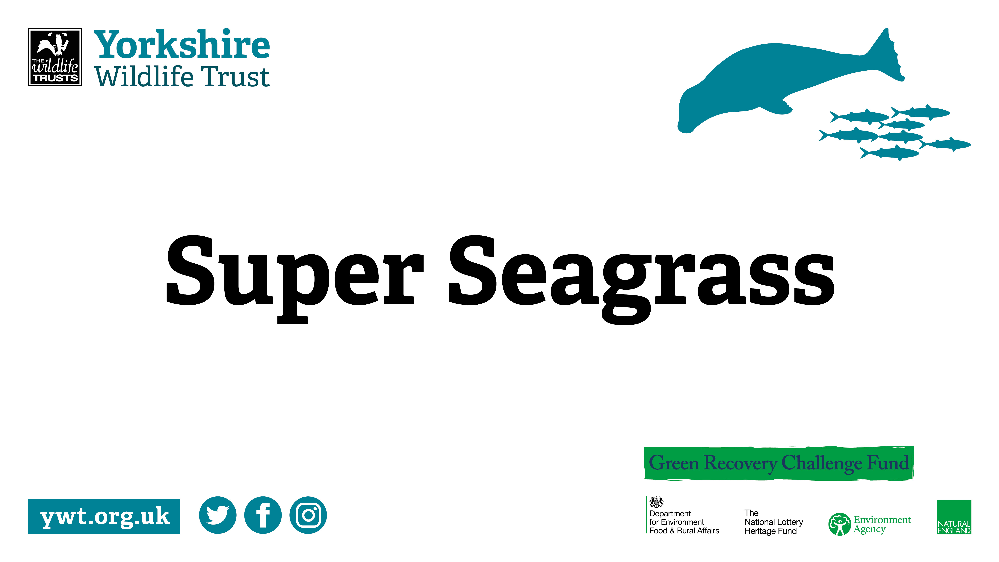 THE
wildlife
TRUSTS
Yorkshire
Wildlife Trust
Super Seagrass
Green Recovery Challenge Fund
ywt.org.uk
Department
for Environment
Food & Rural Affairs
The
National Lottery
Heritage Fund
Environment
Agency
NATURAL
ENGLAND